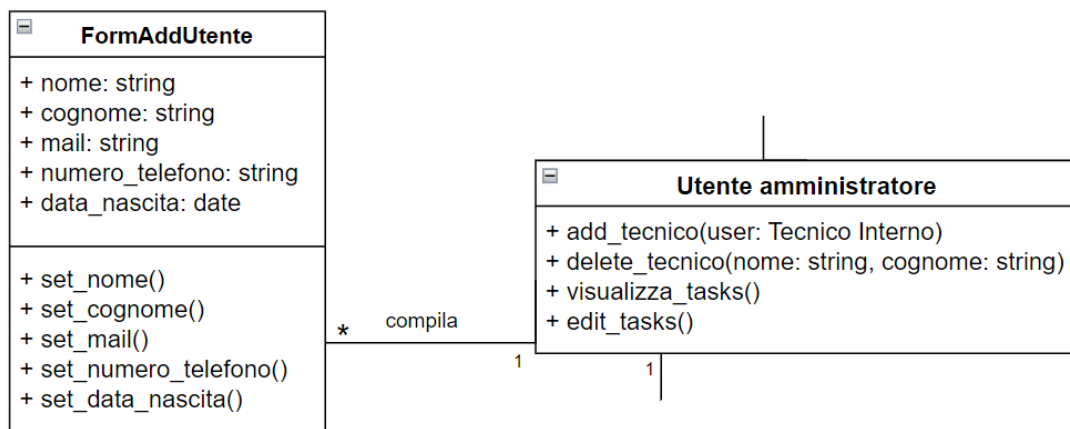 FormAddUtente
+ nome: string
+ cognome: string
+ mail: string
+ numero_telefono: string
+ data_nascita: date
+ set_nome()
+ set_cognome()
+ set_mail()
+ set_numero_telefono()
+ set_data_nascita()
*
compila
1
Utente amministratore
+ add_tecnico(user: Tecnico Interno)
+ delete_tecnico(nome: string, cognome: string)
+ visualizza_tasks()
+ edit_tasks()
1